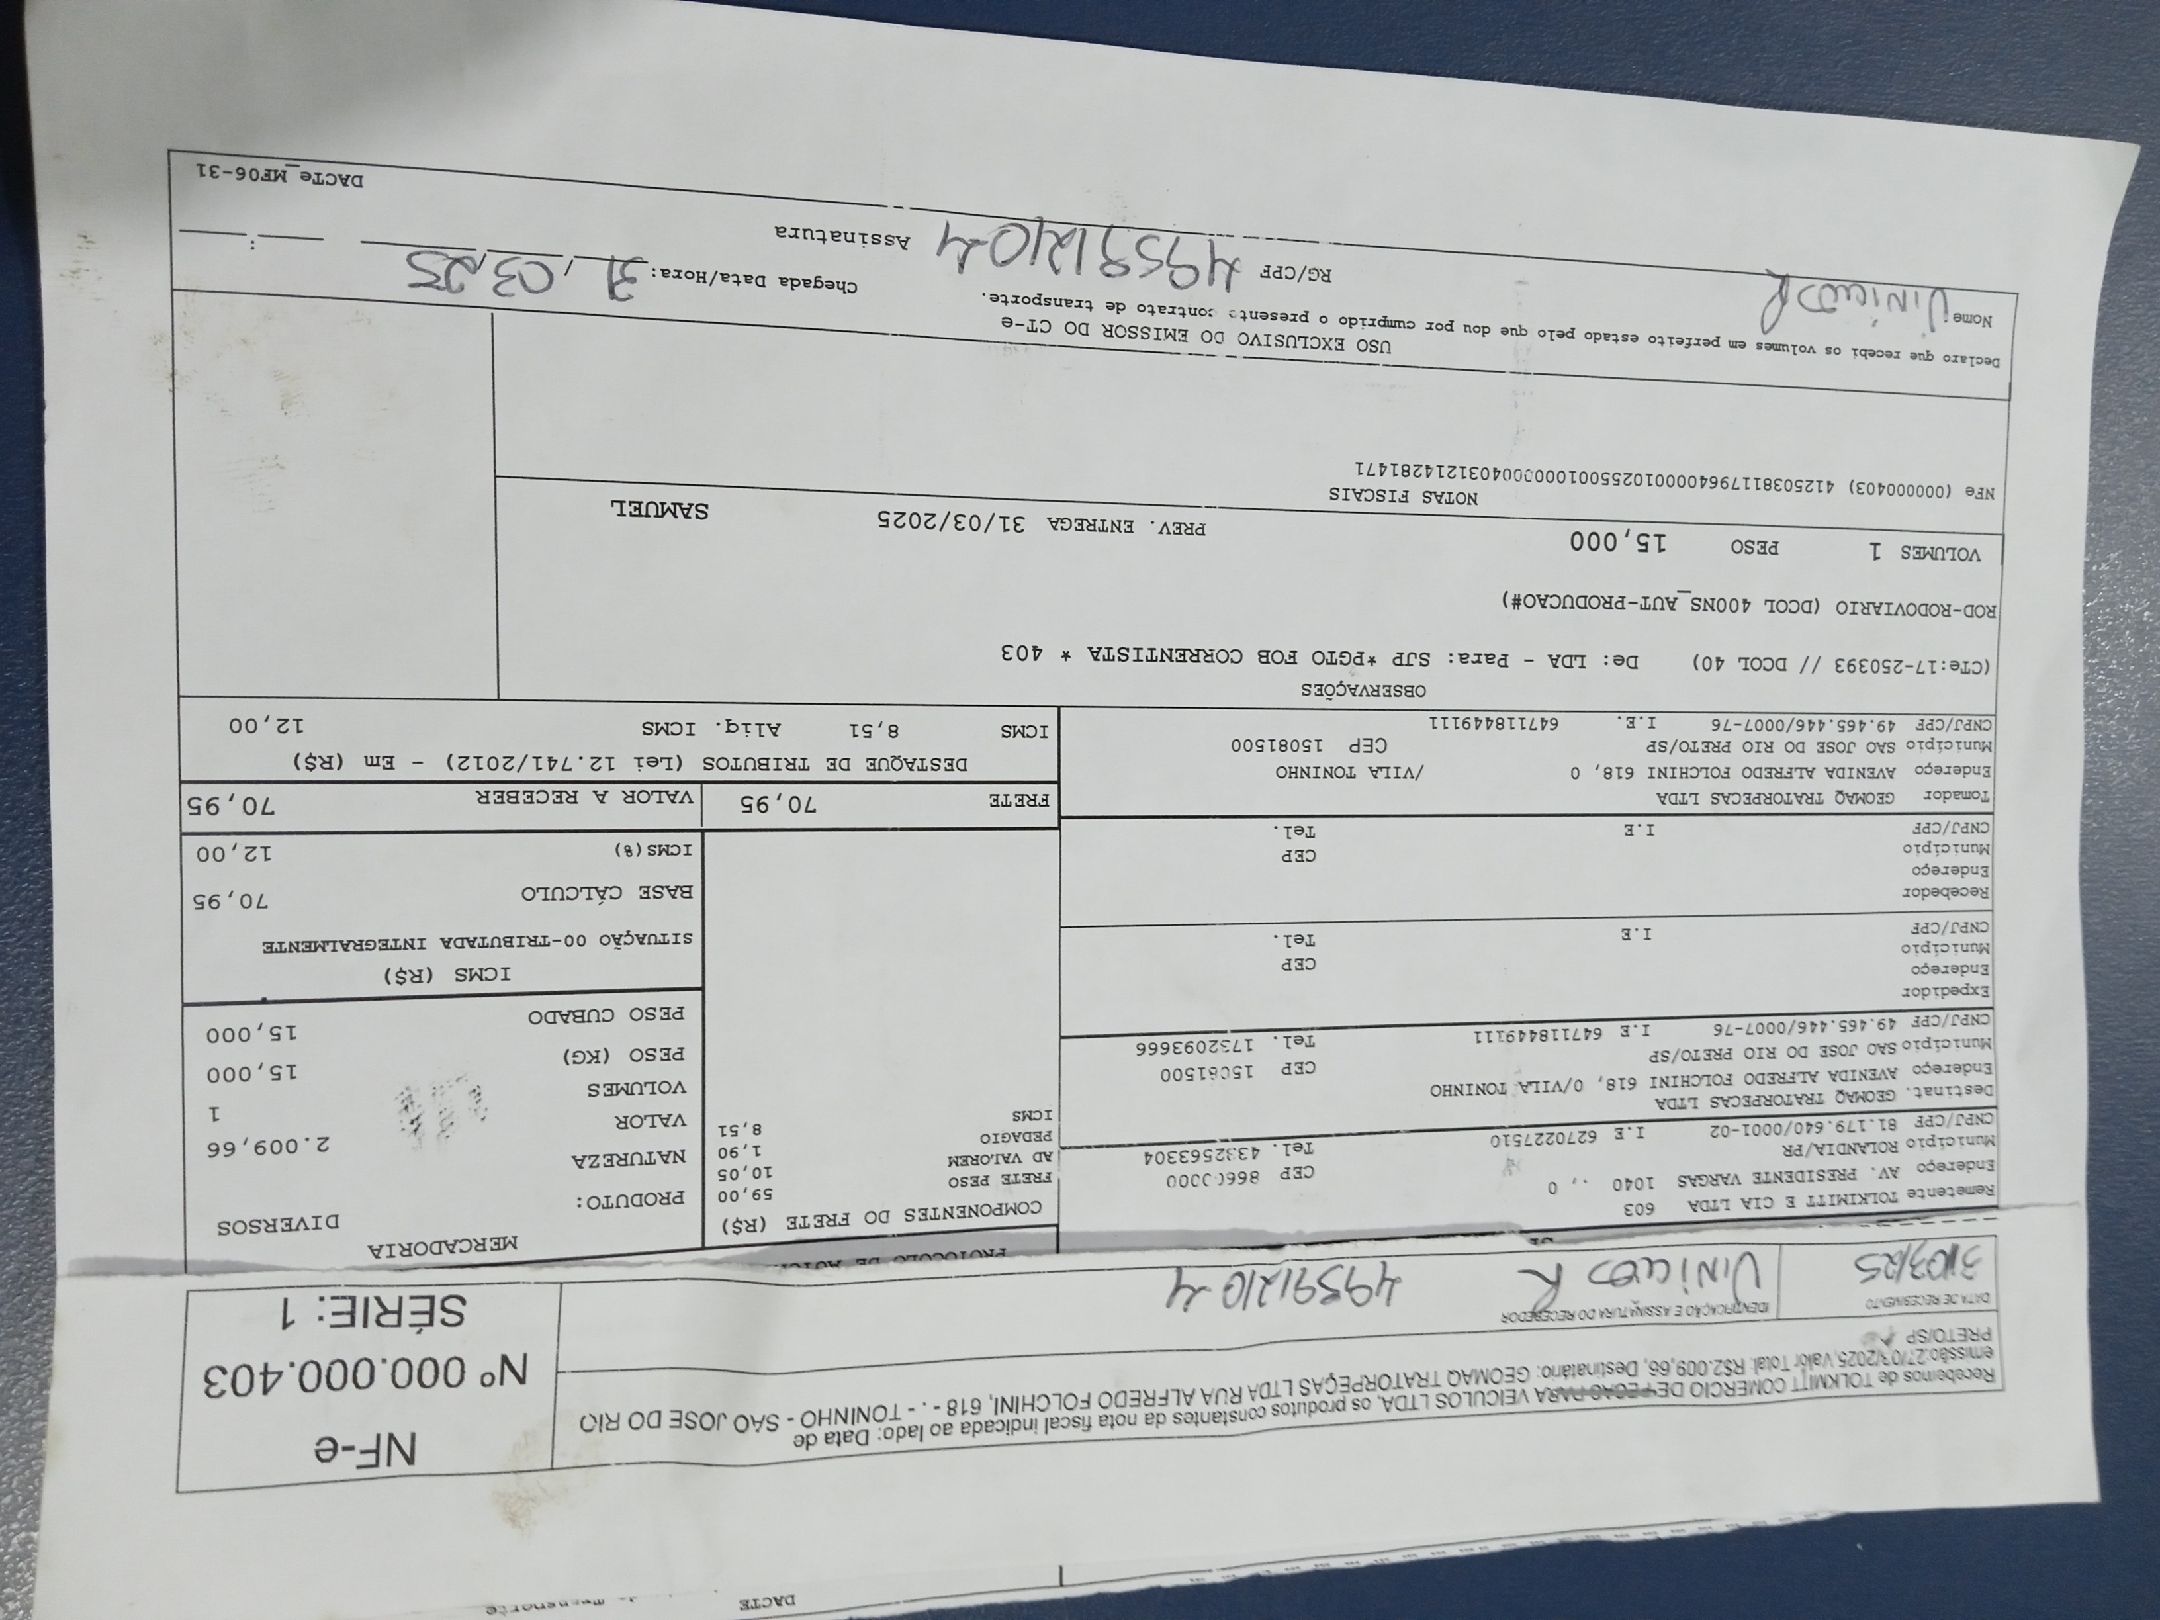 DACTE
NF-e
Nº 000.000.403
SÉRIE: 1
Recebemos de TOLKMITT COMERCIO DE PECAS PARA VEICULOS LTDA, os produtos constantes da nota fiscal indicada ao lado; Data de
emissão:27/03/2025,Valor Total: R$2.009,66, Destinatário: GEOMAQ TRATORPEÇAS LTDA RUA ALFREDO FOLCHINI, 618 - . - TONINHO - SÃO JOSE DO RIO
PRETO/SP
DATA DE RECEBIMENTO
IDENTIFICAÇÃO E ASSINATURA DO RECEBEDOR
31/03/25
Vinicios R
Remetente TOLKIMITT E CIA LTDA 603
Endereço AV. PRESIDENTE VARGAS 1040 ., 0
Município ROLANDIA/PR
CEP
CNPJ/CPF 81.179.640/0001-02 I.E 6270227510
Tel. 4332563304
Destinat. GEOMAQ TRATORPECAS LTDA
Endereço AVENIDA ALFREDO FOLCHINI 618, 0/VILA TONINHO
Município SAO JOSE DO RIO PRETO/SP
CEP 15081500
CNPJ/CPF 49.465.446/0007-76 I.E 647118449111
Tel. 1732093666
Expedidor
Endereço
Município
CEP
CNPJ/CPF
I.E
Tel.
Recebedor
Endereço
Município
CEP
CNPJ/CPF
I.E
Tel.
Tomador GEOMAQ TRATORPECAS LTDA
Endereço AVENIDA ALFREDO FOLCHINI 618, 0 /VILA TONINHO
Município SAO JOSE DO RIO PRETO/SP CEP 15081500
CNPJ/CPF 49.465.446/0007-76 I.E. 647118449111
COMPONENTES DO FRETE (R$)
FRETE PESO 59,00
AD VALOREM 10,05
PEDAGIO 1,90
ICMS 8,51
FRETE 70,95
MERCADORIA
PRODUTO: DIVERSOS
NATUREZA
VALOR 2.009,66
VOLUMES 1
PESO (KG) 15,000
PESO CUBADO 15,000
ICMS (R$)
SITUAÇÃO 00-TRIBUTADA INTEGRALMENTE
BASE CÁLCULO 70,95
ICMS(%) 12,00
VALOR A RECEBER 70,95
DESTAQUE DE TRIBUTOS (Lei 12.741/2012) - Em (R$)
ICMS 8,51 Aliq. ICMS 12,00
OBSERVAÇÕES
(CTe:17-250393 // DCOL 40) De: LDA - Para: SJP *PGTO FOB CORRENTISTA * 403
ROD-RODOVIARIO (DCOL 400NS_AUT-PRODUCAO#)
VOLUMES 1 PESO 15,000 PREV. ENTREGA 31/03/2025 SAMUEL
NOTAS FISCAIS
NFe (000000403)
USO EXCLUSIVO DO EMISSOR DO CT-e
Declaro que recebi os volumes em perfeito estado pelo que dou por cumprido o presente contrato de transporte.
Nome: Vinicios R RG/CPF Assinatura
Chegada Data/Hora: 31/03/25 :
DACTe_MF06-31